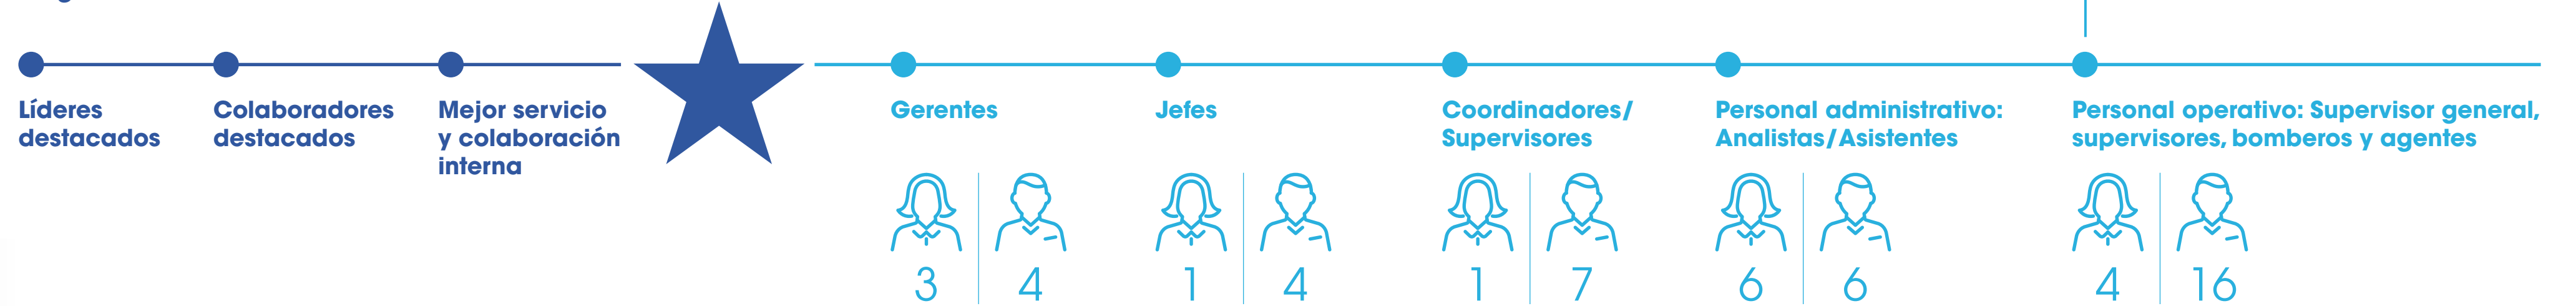 Líderes
destacados
Colaboradores
destacados
Mejor servicio
y colaboración
interna
Gerentes
3 4
Jefes
1 4
Coordinadores/
Supervisores
1 7
Personal administrativo:
Analistas/Asistentes
6 6
Personal operativo: Supervisor general,
supervisores, bomberos y agentes
4 16